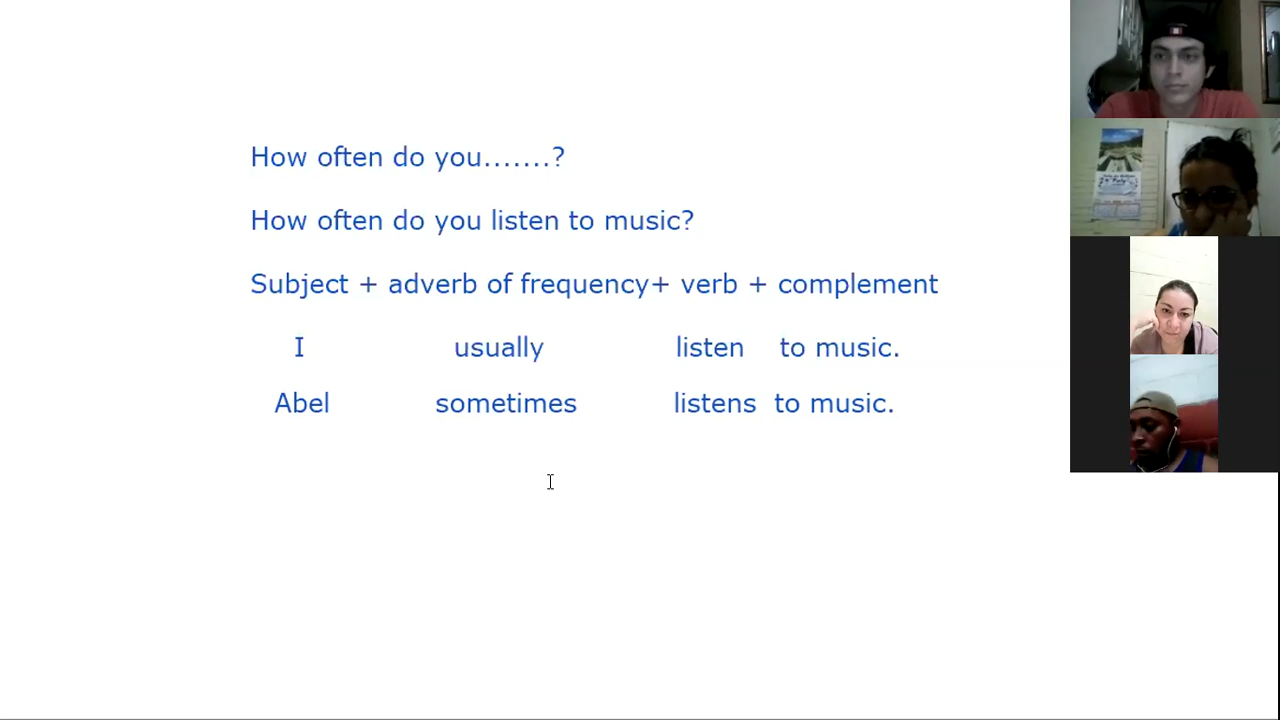 How often do you.......?
How often do you listen to music?
Subject + adverb of frequency+ verb + complement
I usually listen to music.
Abel sometimes listens to music.